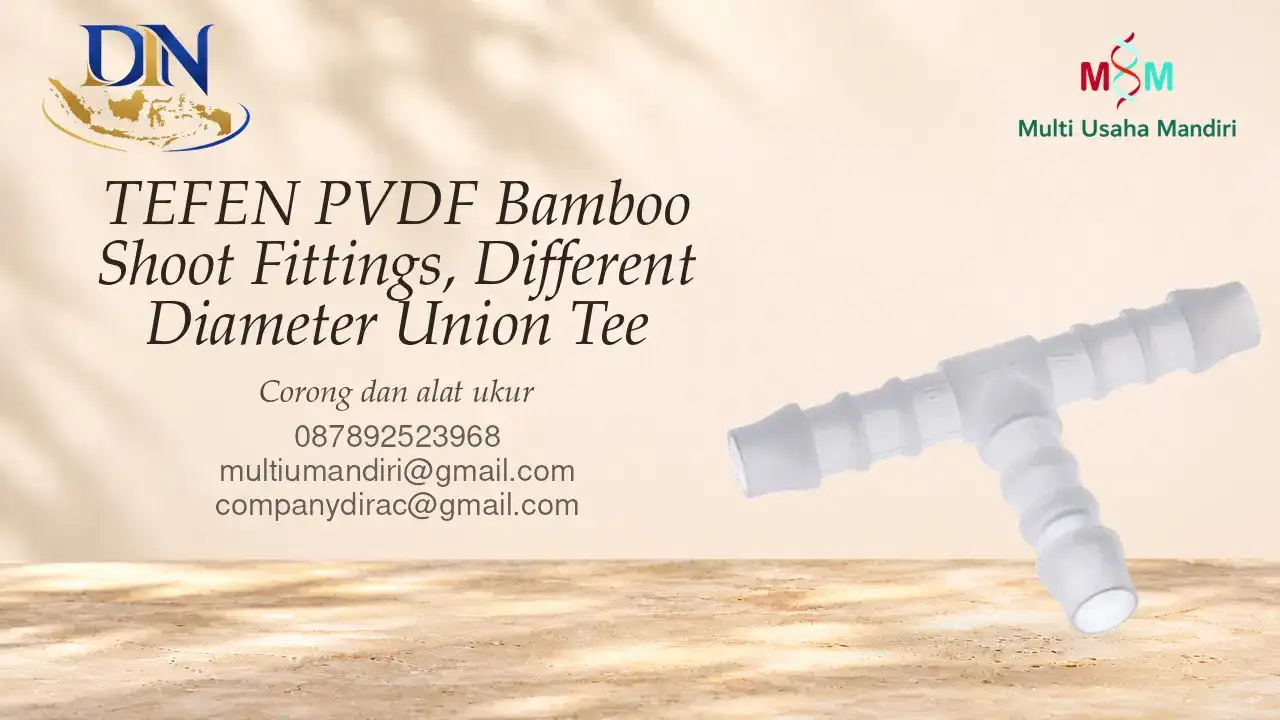 DIN
MSM
Multi Usaha Mandiri
TEFEN PVDF Bamboo
Shoot Fittings, Different
Diameter Union Tee
Corong dan alat ukur
087892523968
multiumandiri@gmail.com
companydirac@gmail.com